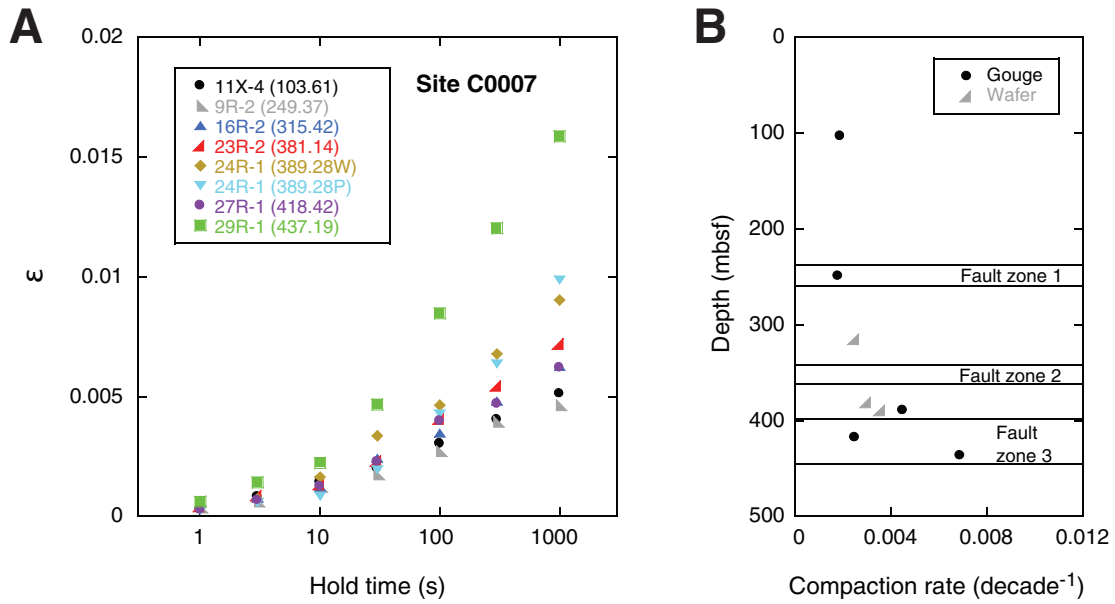 A
0.02
0.015
0.01
0.005
0
ε
Site C0007
11X-4 (103.61)
9R-2 (249.37)
16R-2 (315.42)
23R-2 (381.14)
24R-1 (389.28W)
24R-1 (389.28P)
27R-1 (418.42)
29R-1 (437.19)
1 10 100 1000
Hold time (s)
B
0
100
200
300
400
500
Depth (mbsf)
Gouge
Wafer
Fault zone 1
Fault zone 2
Fault
zone 3
0 0.004 0.008 0.012
Compaction rate (decade⁻¹)